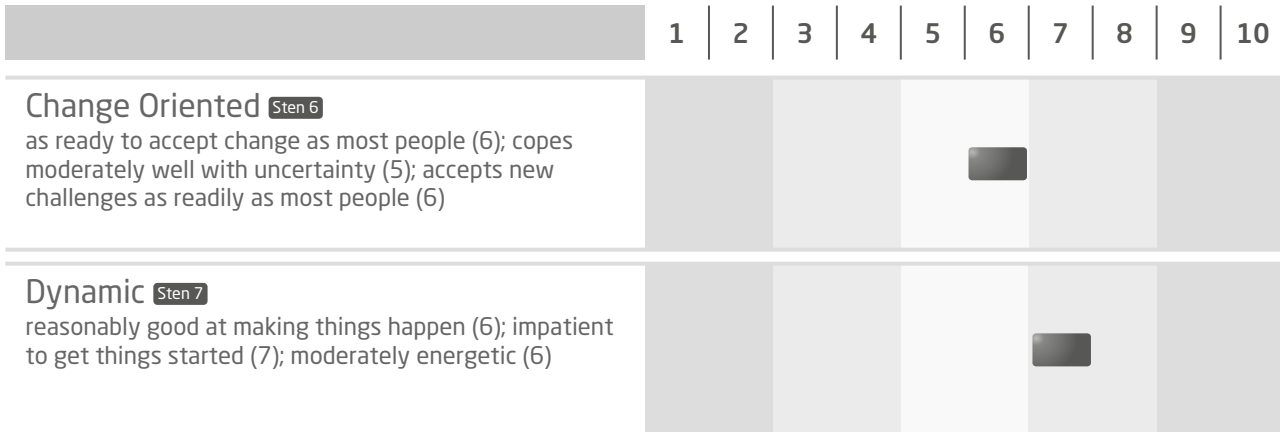 1 2 3 4 5 6 7 8 9 10
Change Oriented Sten 6
as ready to accept change as most people (6); copes
moderately well with uncertainty (5); accepts new
challenges as readily as most people (6)
Dynamic Sten 7
reasonably good at making things happen (6); impatient
to get things started (7); moderately energetic (6)